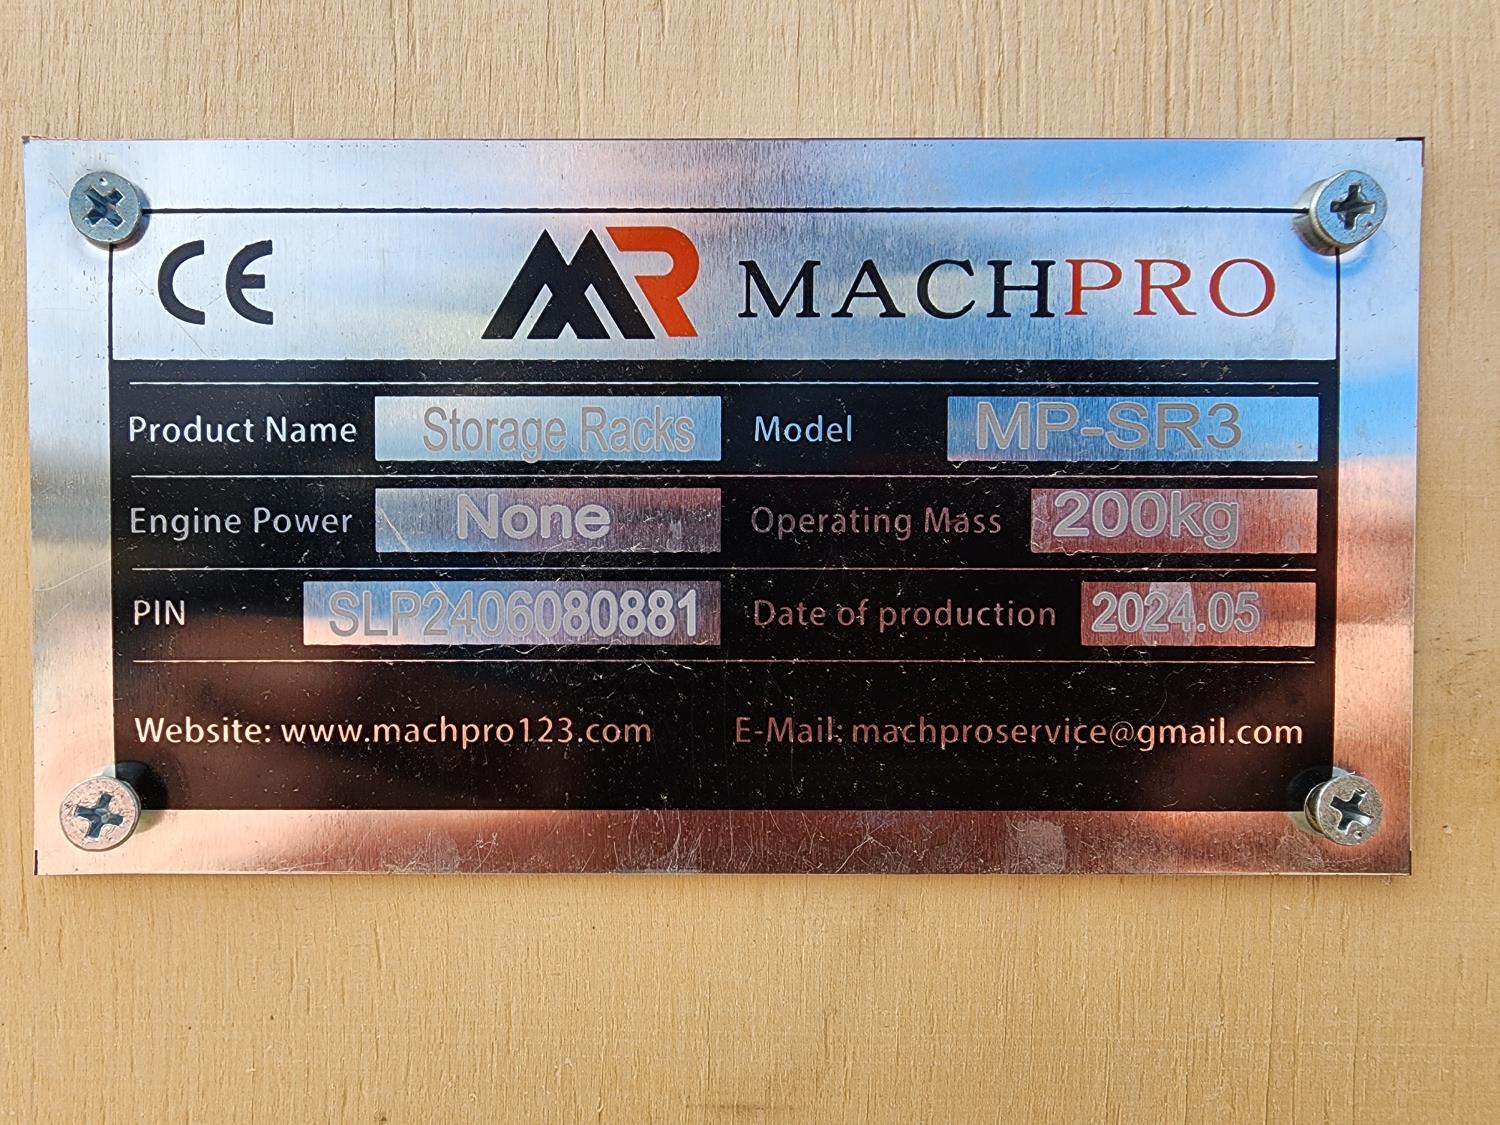 CE MR MACHPRO
Product Name Storage Racks Model MP-SR3
Engine Power None Operating Mass 200kg
PIN SLP2406080881 Date of production 2024.05
Website: www.machpro123.com E-Mail: machproservice@gmail.com